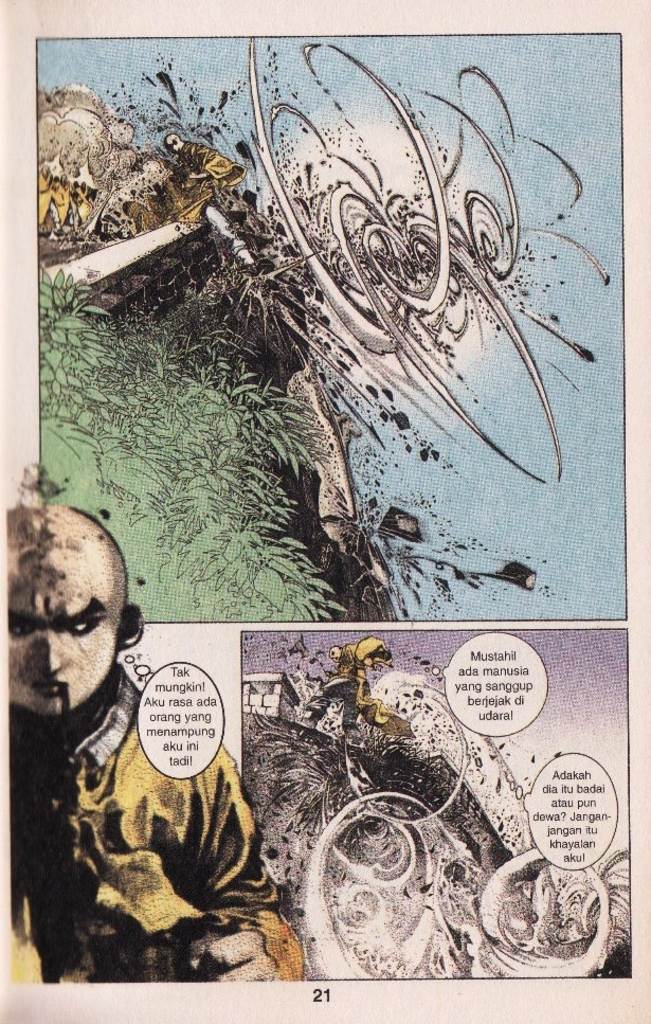 Tak
mungkin!
Aku rasa ada
orang yang
menampung
aku ini
tadi!
Mustahil
ada manusia
yang sanggup
berjejak di
udara!
Adakah
dia itu badai
atau pun
dewa? Jangan-
jangan itu
khayalan
aku!
21